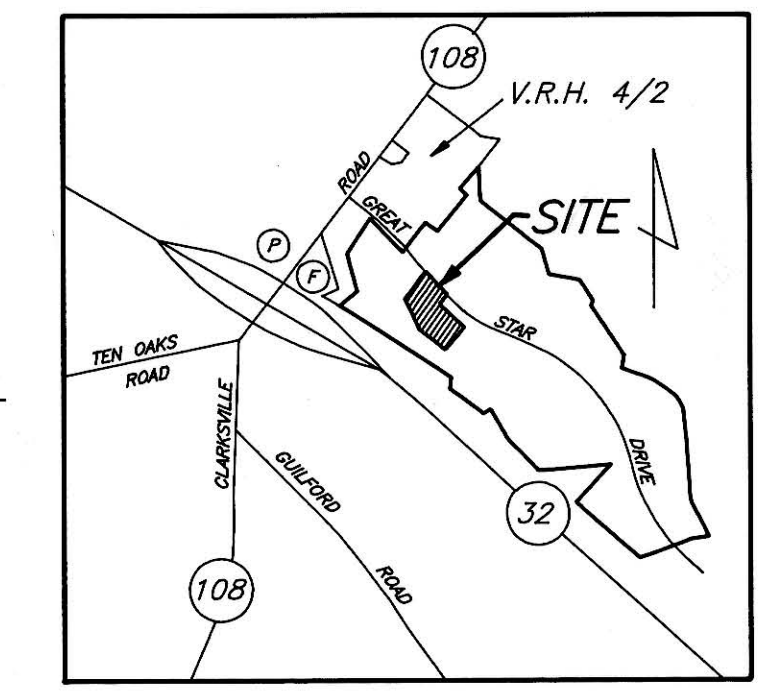 108
V.R.H. 4/2
ROAD
GREAT
SITE
P
F
STAR
TEN OAKS
ROAD
CLARKSVILLE
DRIVE
GUILFORD
32
ROAD
108